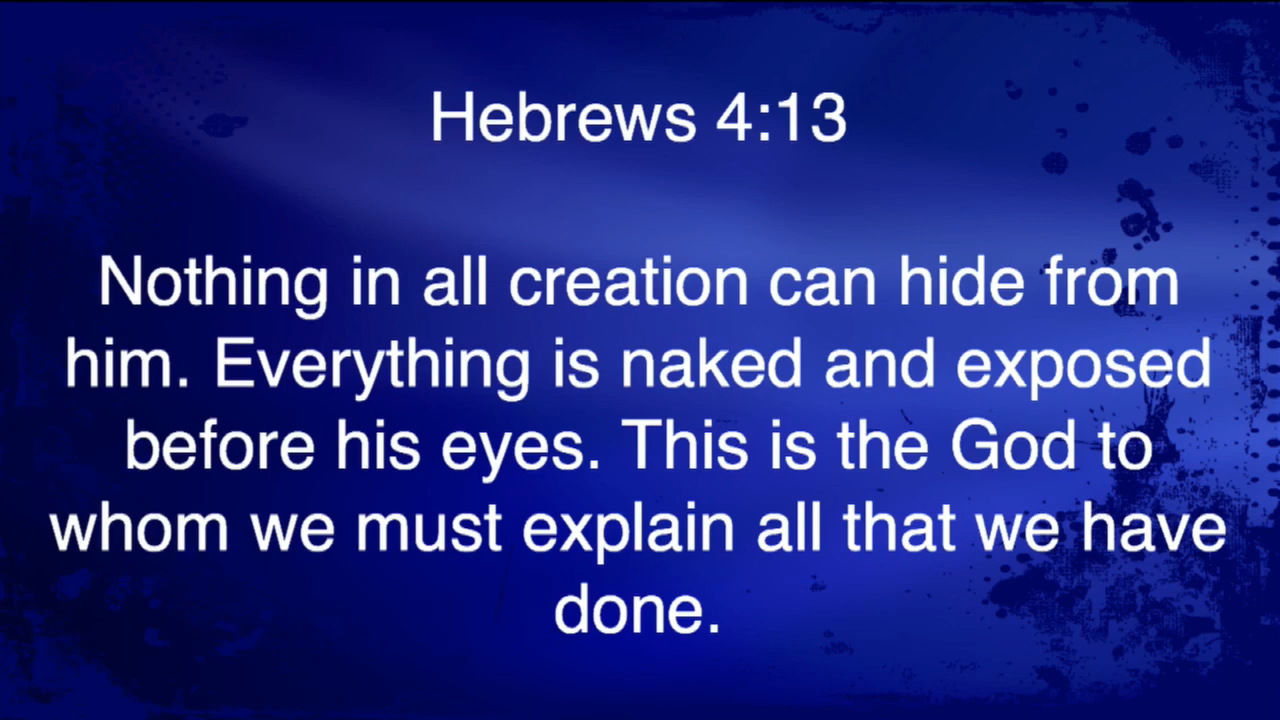 Hebrews 4:13
Nothing in all creation can hide from
him. Everything is naked and exposed
before his eyes. This is the God to
whom we must explain all that we have
done.